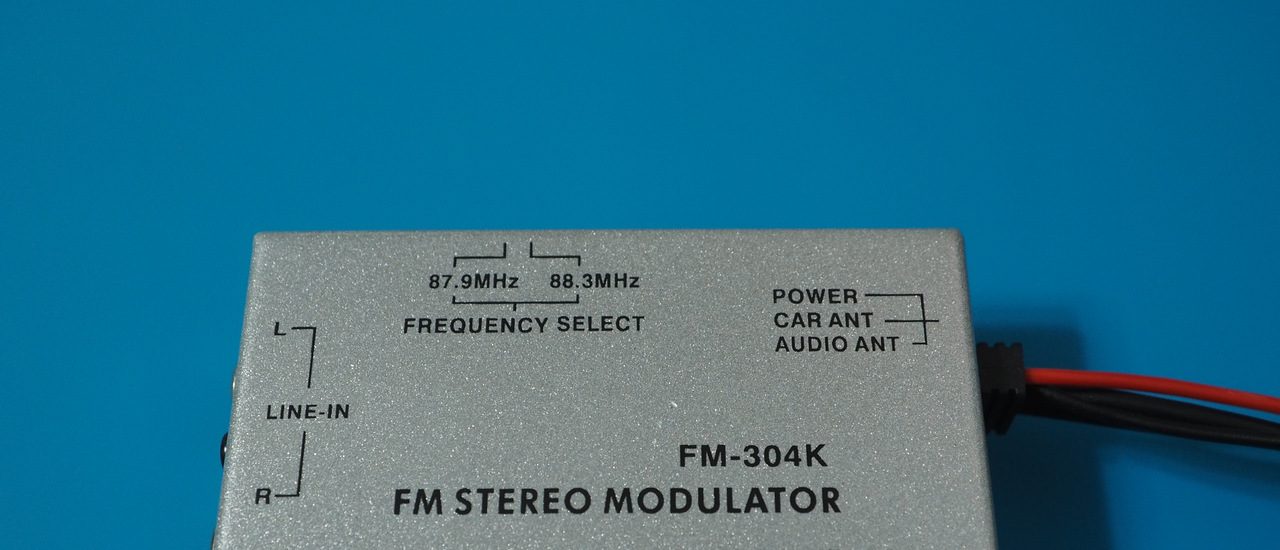 87.9MHz 88.3MHz
FREQUENCY SELECT
POWER
CAR ANT
AUDIO ANT
L
LINE-IN
R
FM-304K
FM STEREO MODULATOR